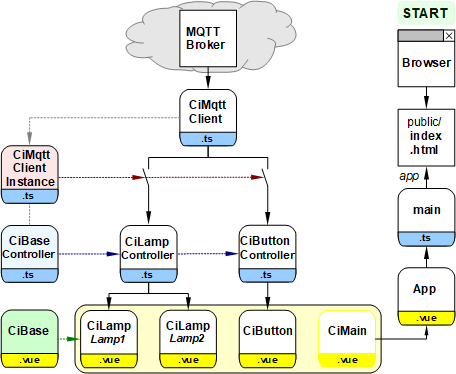 START
MQTT
Broker
Browser
CiMqtt
Client
.ts
public/
index
.html
CiMqtt
Client
Instance
.ts
app
main
.ts
CiBase
Controller
.ts
CiLamp
Controller
.ts
CiButton
Controller
.ts
App
.vue
CiBase
.vue
CiLamp
Lamp1
.vue
CiLamp
Lamp2
.vue
CiButton
.vue
CiMain
.vue